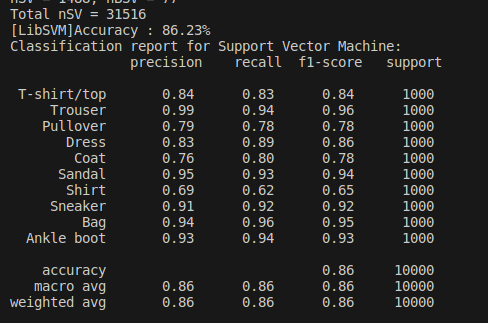 nSV = 1466, nBSV = 77
Total nSV = 31516
[LibSVM]Accuracy : 86.23%
Classification report for Support Vector Machine:
precision recall f1-score support
T-shirt/top 0.84 0.83 0.84 1000
Trouser 0.99 0.94 0.96 1000
Pullover 0.79 0.78 0.78 1000
Dress 0.83 0.89 0.86 1000
Coat 0.76 0.80 0.78 1000
Sandal 0.95 0.93 0.94 1000
Shirt 0.69 0.62 0.65 1000
Sneaker 0.91 0.92 0.92 1000
Bag 0.94 0.96 0.95 1000
Ankle boot 0.93 0.94 0.93 1000
accuracy 0.86 10000
macro avg 0.86 0.86 0.86 10000
weighted avg 0.86 0.86 0.86 10000